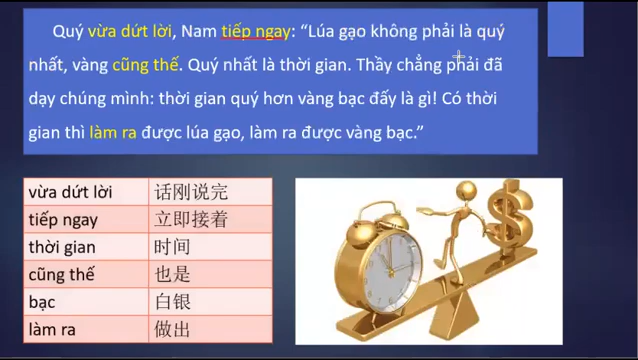 Quý vừa dứt lời, Nam tiếp ngay: “Lúa gạo không phải là quý
nhất, vàng cũng thế. Quý nhất là thời gian. Thầy chẳng phải đã
dạy chúng mình: thời gian quý hơn vàng bạc đấy là gì! Có thời
gian thì làm ra được lúa gạo, làm ra được vàng bạc.”
vừa dứt lời 话刚说完
tiếp ngay 立即接着
thời gian 时间
cũng thế 也是
bạc 白银
làm ra 做出